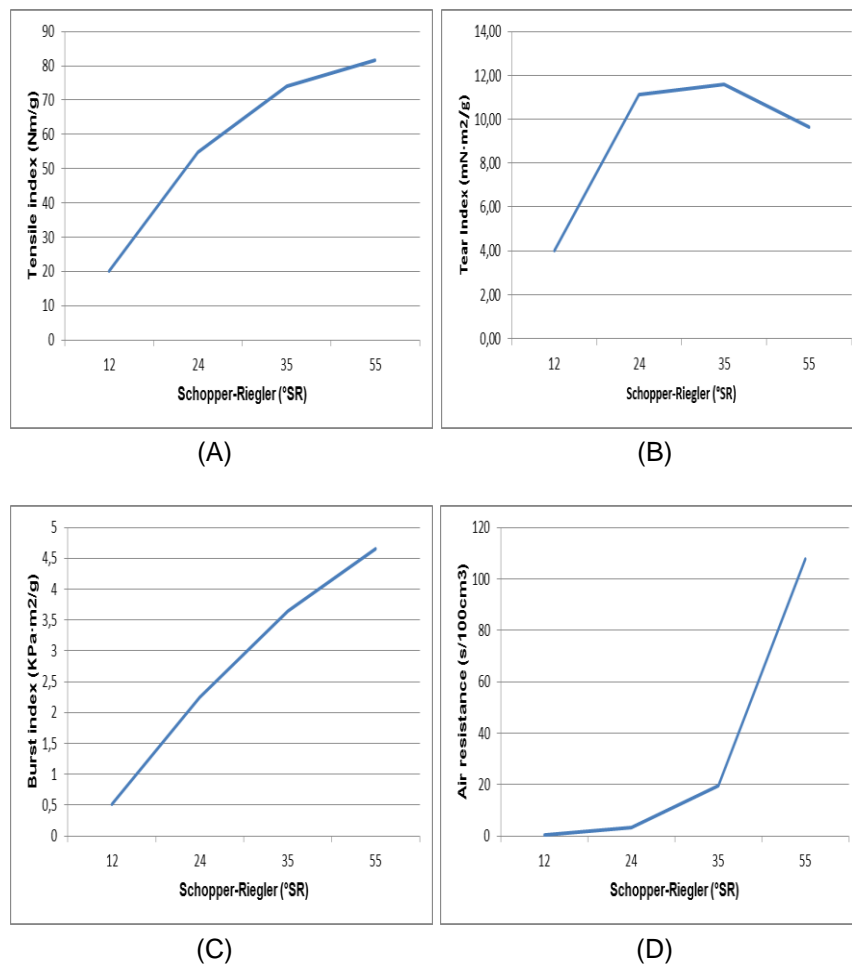 Tensile index (Nm/g)
90
80
70
60
50
40
30
20
10
0
12 24 35 55
Schopper-Riegler (°SR)
(A)
Tear Index (mN·m2/g)
14,00
12,00
10,00
8,00
6,00
4,00
2,00
0,00
12 24 35 55
Schopper-Riegler (°SR)
(B)
Burst index (KPa·m2/g)
5
4,5
4
3,5
3
2,5
2
1,5
1
0,5
0
12 24 35 55
Schopper-Riegler (°SR)
(C)
Air resistance (s/100cm3)
120
100
80
60
40
20
0
12 24 35 55
Schopper-Riegler (°SR)
(D)